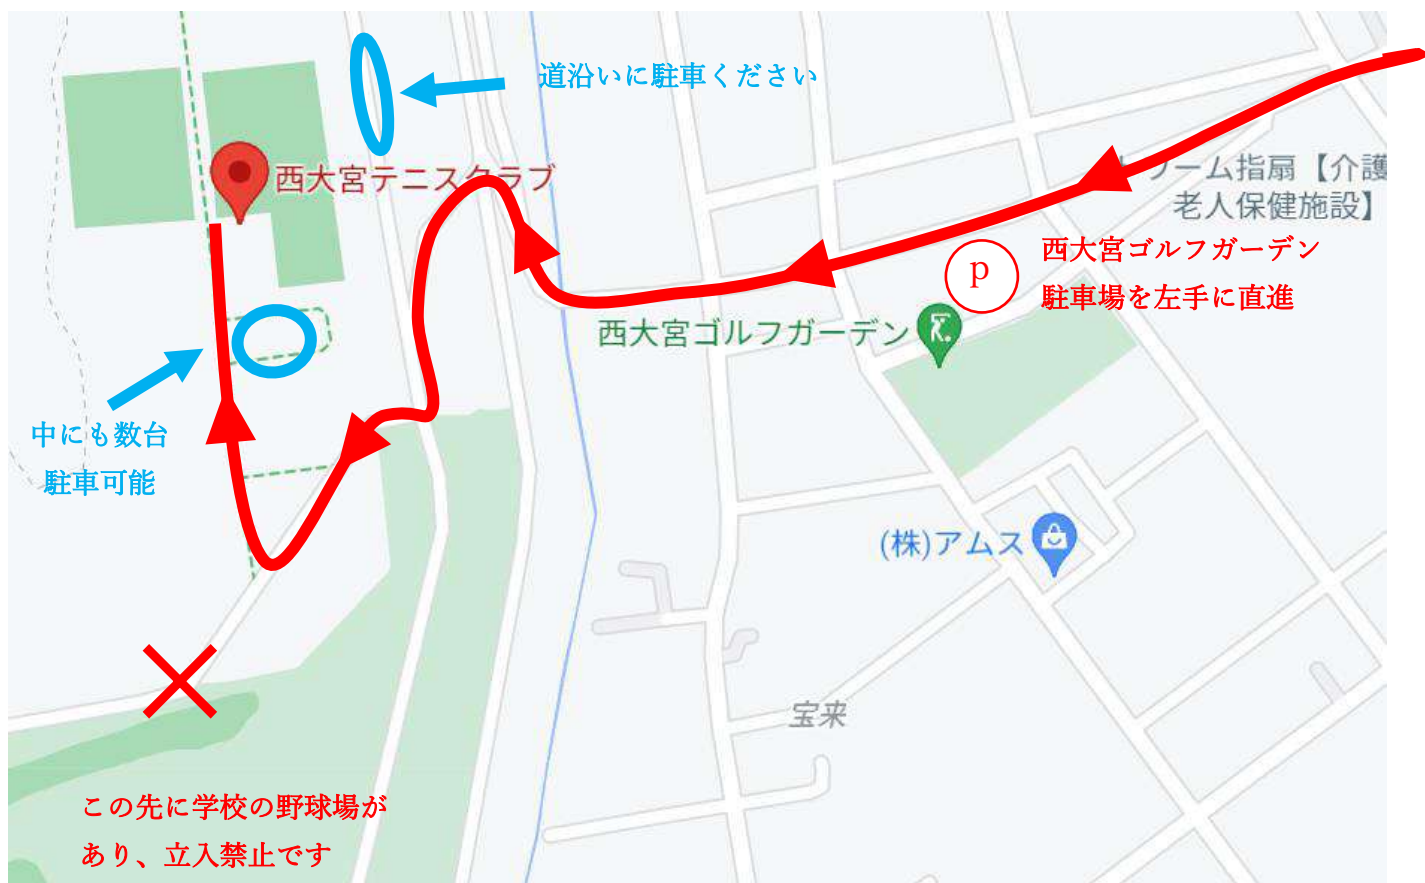 道沿いに駐車ください
西大宮テニスクラブ
ーム指扇【介護
老人保健施設】
p
西大宮ゴルフガーデン
駐車場を左手に直進
西大宮ゴルフガーデン
中にも数台
駐車可能
(株)アムス
宝来
この先に学校の野球場が
あり、立入禁止です